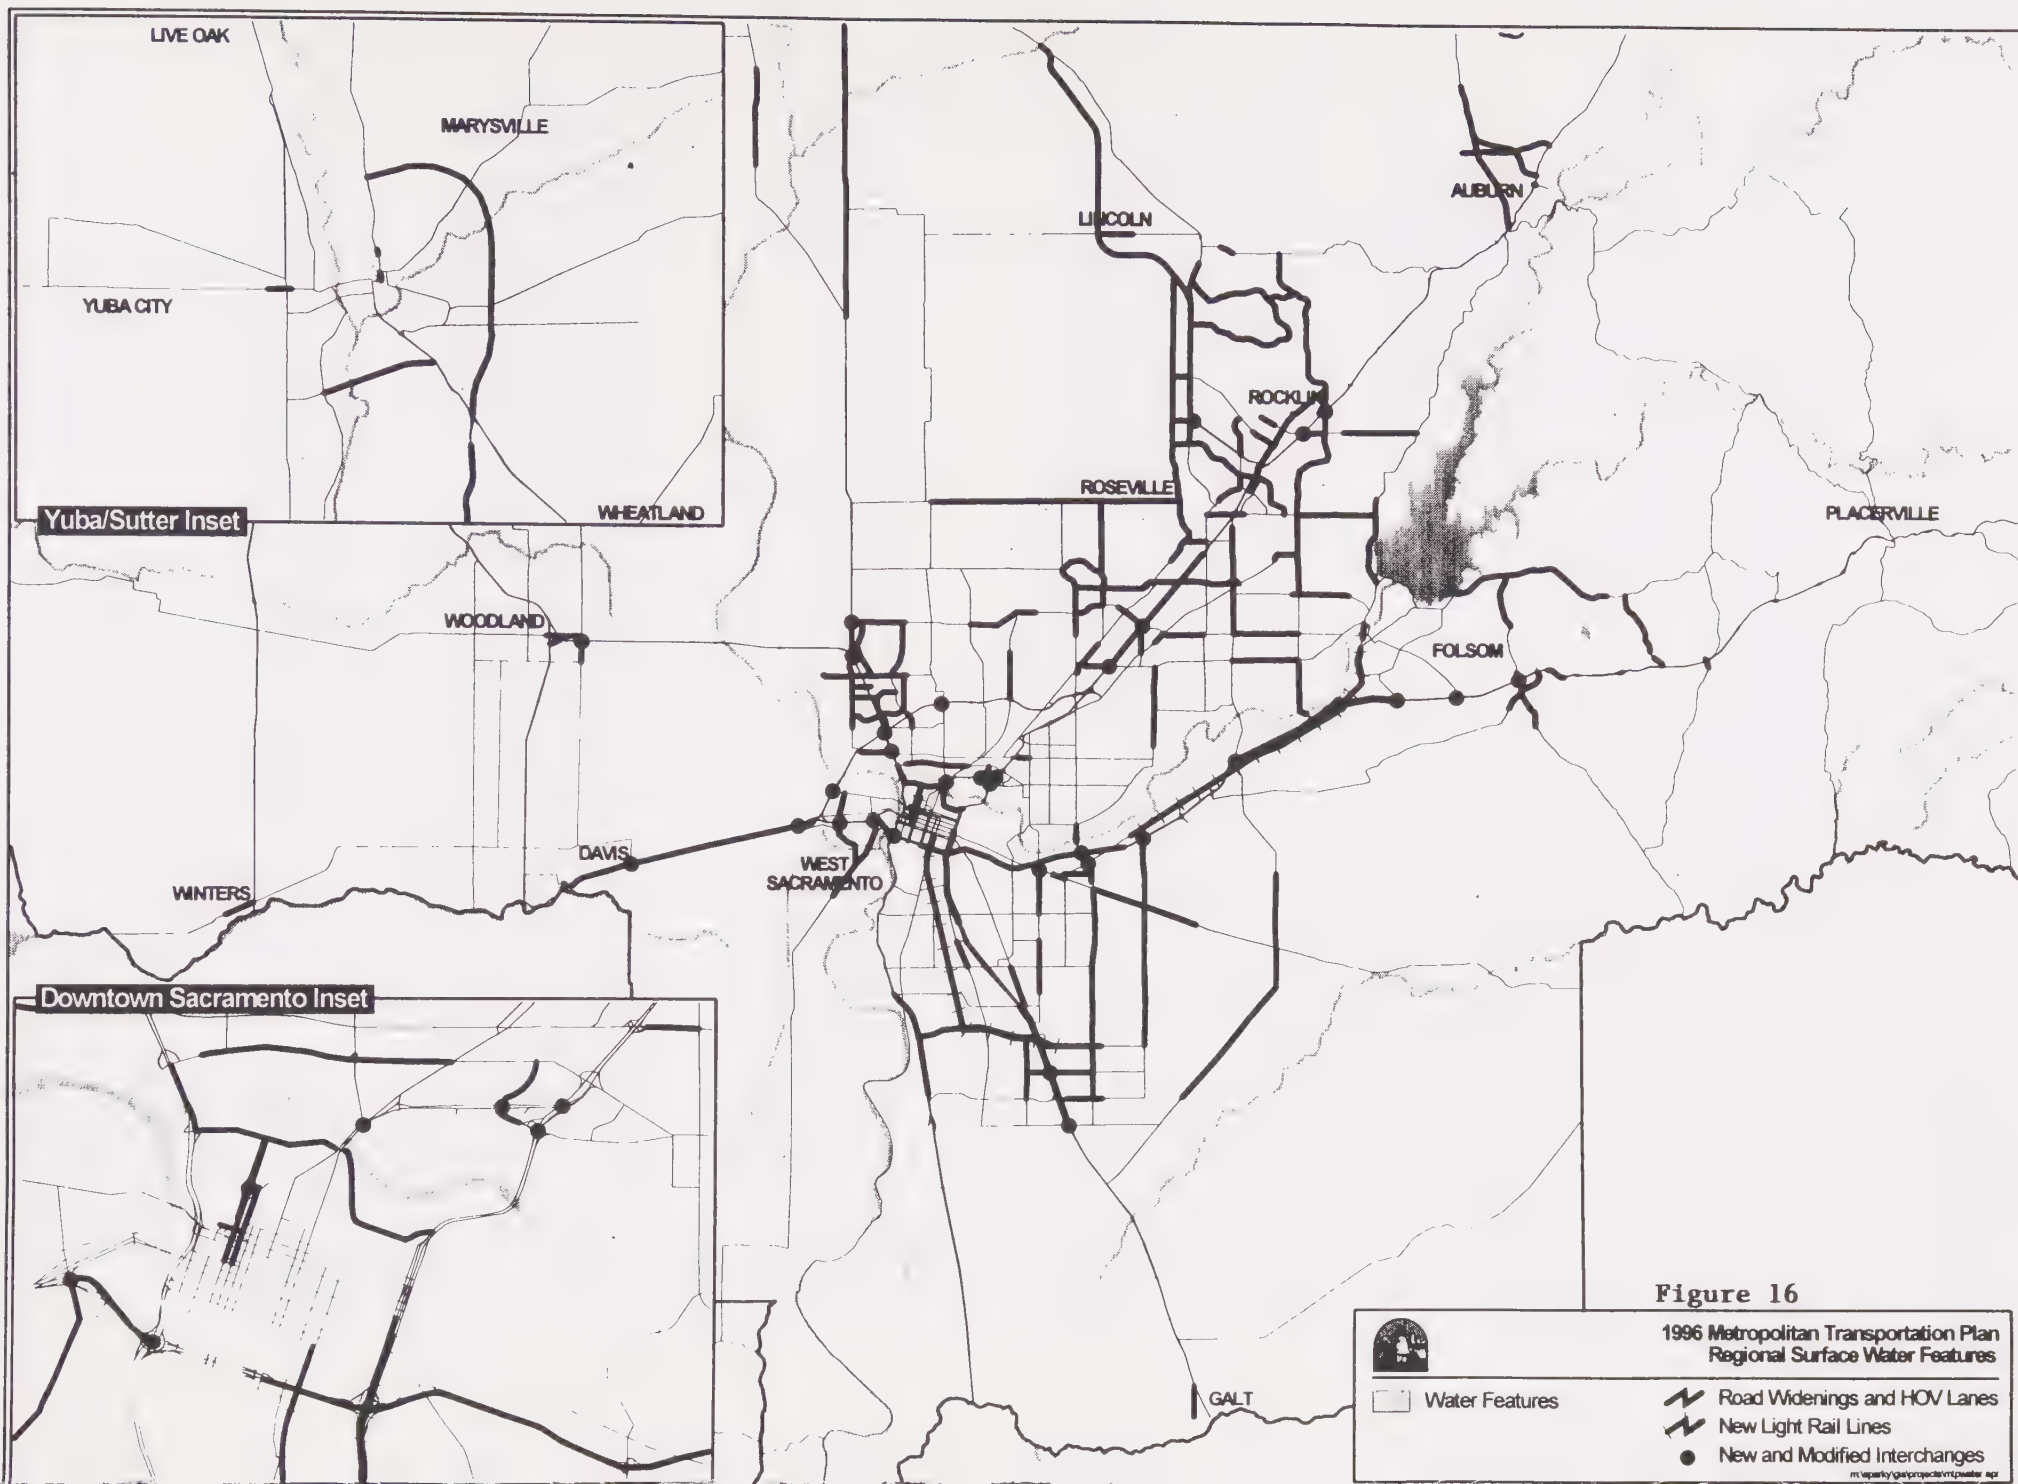 LIVE OAK
MARYSVILLE
YUBA CITY
WHEATLAND
Yuba/Sutter Inset
AUBURN
LINCOLN
ROCKLIN
ROSEVILLE
PLACERVILLE
WOODLAND
FOLSOM
DAVIS
WEST
SACRAMENTO
WINTERS
Downtown Sacramento Inset
GALT
Figure 16
1996 Metropolitan Transportation Plan
Regional Surface Water Features
Water Features
Road Widenings and HOV Lanes
New Light Rail Lines
New and Modified Interchanges